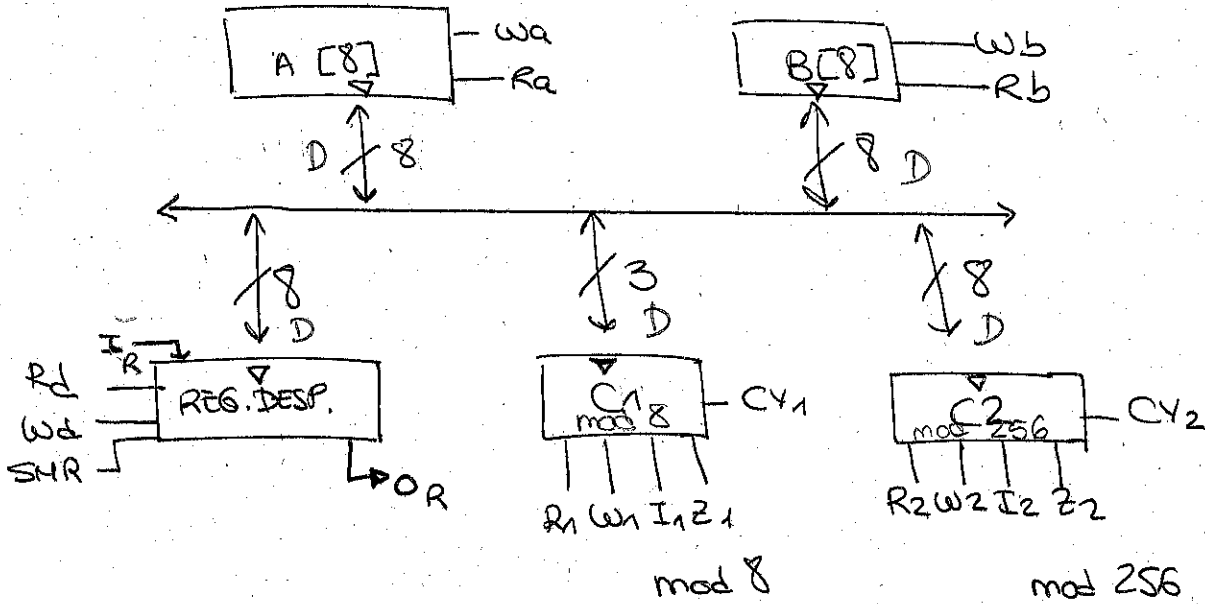 A [8]
Wa
Ra
B[8]
Wb
Rb
D 8
8 D
8
D
3
D
8
D
IR
Rd
Wd
SHR
REG. DESP.
OR
C1
mod 8
CY1
R1 W1 I1 Z1
C2
mod 256
CY2
R2 W2 I2 Z2
mod 8
mod 256